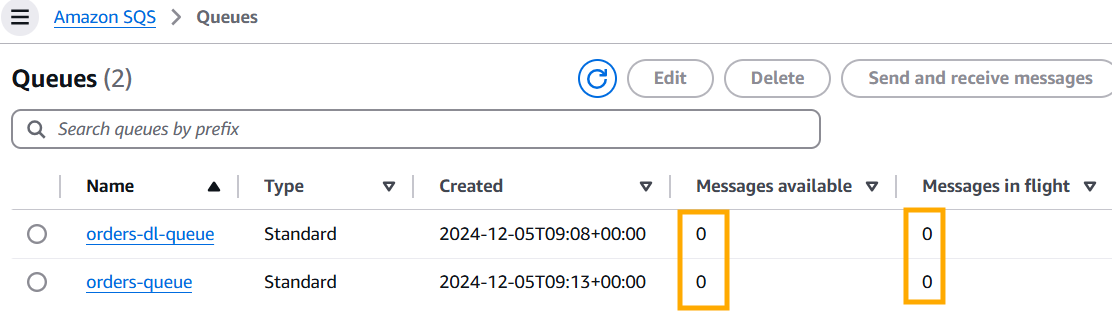 Amazon SQS > Queues
Queues (2) Edit Delete Send and receive messages
Search queues by prefix
Name Type Created Messages available Messages in flight
orders-dl-queue Standard 2024-12-05T09:08+00:00 0 0
orders-queue Standard 2024-12-05T09:13+00:00 0 0